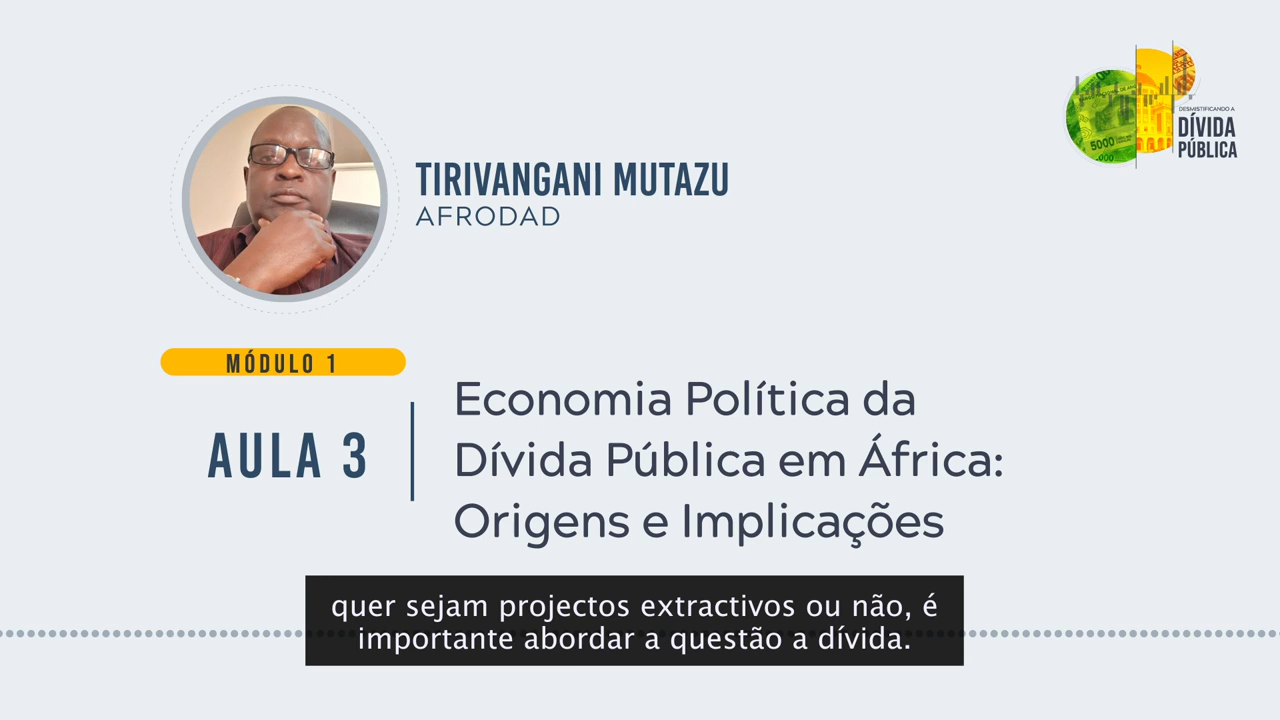 TIRIVANGANI MUTAZU
AFRODAD
DESMISTIFICANDO A
DÍVIDA
PÚBLICA
5000
MÓDULO 1
AULA 3
Economia Política da
Dívida Pública em África:
Origens e Implicações
quer sejam projectos extractivos ou não, é
importante abordar a questão a dívida.